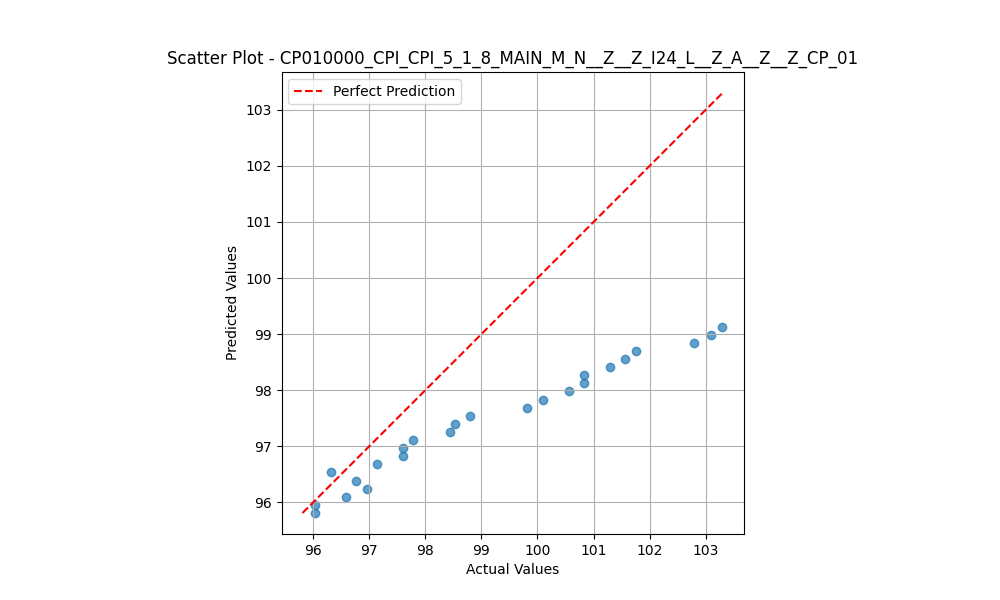 Scatter Plot - CP010000_CPI_CPI_5_1_8_MAIN_M_N__Z__Z_I24_L__Z_A__Z__Z_CP_01
Perfect Prediction
103
102
101
100
99
98
97
96
Predicted Values
96 97 98 99 100 101 102 103
Actual Values